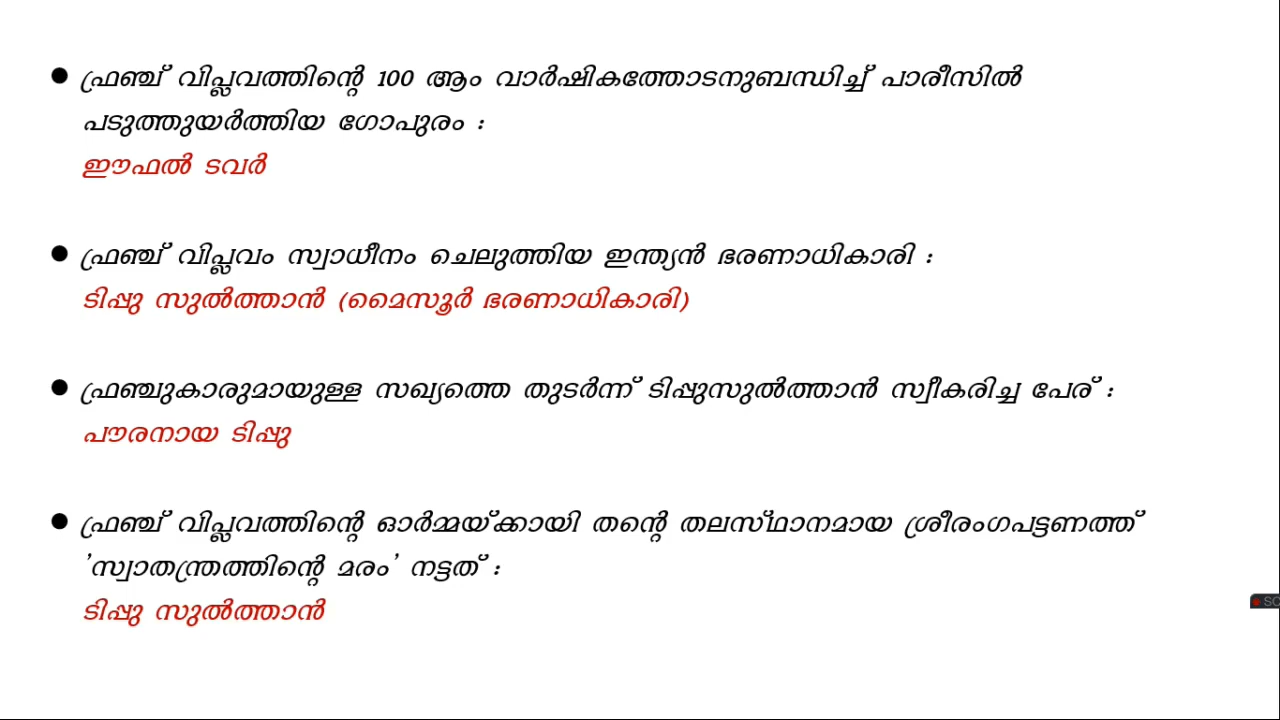 ● ഫ്രഞ്ച് വിപ്ലവത്തിന്റെ 100 ആം വാർഷികത്തോടനുബന്ധിച്ച് പാരീസിൽ
പടുത്തുയർത്തിയ ഗോപുരം :
ഈഫൽ ടവർ
● ഫ്രഞ്ച് വിപ്ലവം സ്വാധീനം ചെലുത്തിയ ഇന്ത്യൻ ഭരണാധികാരി :
ടിപ്പു സുൽത്താൻ (മൈസൂർ ഭരണാധികാരി)
● ഫ്രഞ്ചുകാരുമായുള്ള സഖ്യത്തെ തുടർന്ന് ടിപ്പുസുൽത്താൻ സ്വീകരിച്ച പേര് :
പൗരനായ ടിപ്പു
● ഫ്രഞ്ച് വിപ്ലവത്തിന്റെ ഓർമ്മയ്ക്കായി തന്റെ തലസ്ഥാനമായ ശ്രീരംഗപട്ടണത്ത്
'സ്വാതന്ത്രത്തിന്റെ മരം' നട്ടത് :
ടിപ്പു സുൽത്താൻ